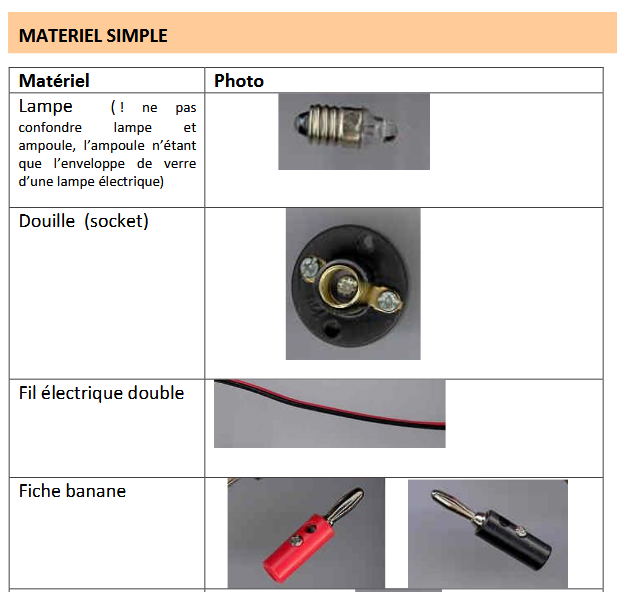 MATERIEL SIMPLE
Matériel Photo
Lampe ( ! ne pas
confondre lampe et
ampoule, l’ampoule n’étant
que l’enveloppe de verre
d’une lampe électrique)
Douille (socket)
Fil électrique double
Fiche banane